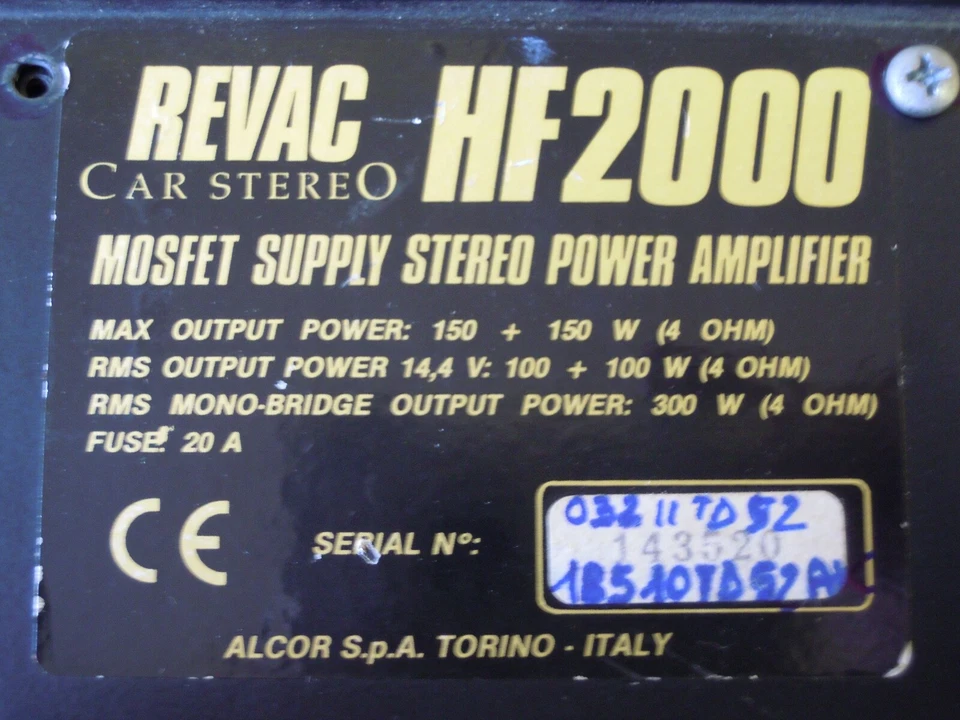 REVAC HF2000
CAR STEREO
MOSFET SUPPLY STEREO POWER AMPLIFIER
MAX OUTPUT POWER: 150 + 150 W (4 OHM)
RMS OUTPUT POWER 14,4 V: 100 + 100 W (4 OHM)
RMS MONO-BRIDGE OUTPUT POWER: 300 W (4 OHM)
FUSE: 20 A
CE SERIAL N°:
143520
ALCOR S.p.A. TORINO - ITALY